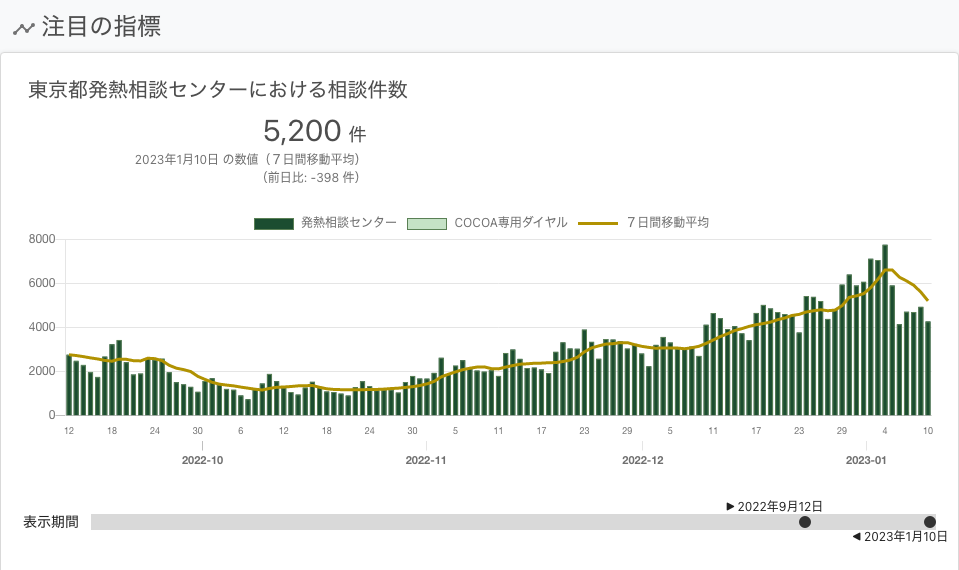 注目の指標
東京都発熱相談センターにおける相談件数
5,200 件
2023年1月10日 の数値（７日間移動平均）
（前日比: -398 件）
発熱相談センター COCOA専用ダイヤル ７日間移動平均
8000
6000
4000
2000
0
12 18 24 30 6 12 18 24 30 5 11 17 23 29 5 11 17 23 29 4 10
2022-10 2022-11 2022-12 2023-01
▶ 2022年9月12日
表示期間
◀ 2023年1月10日